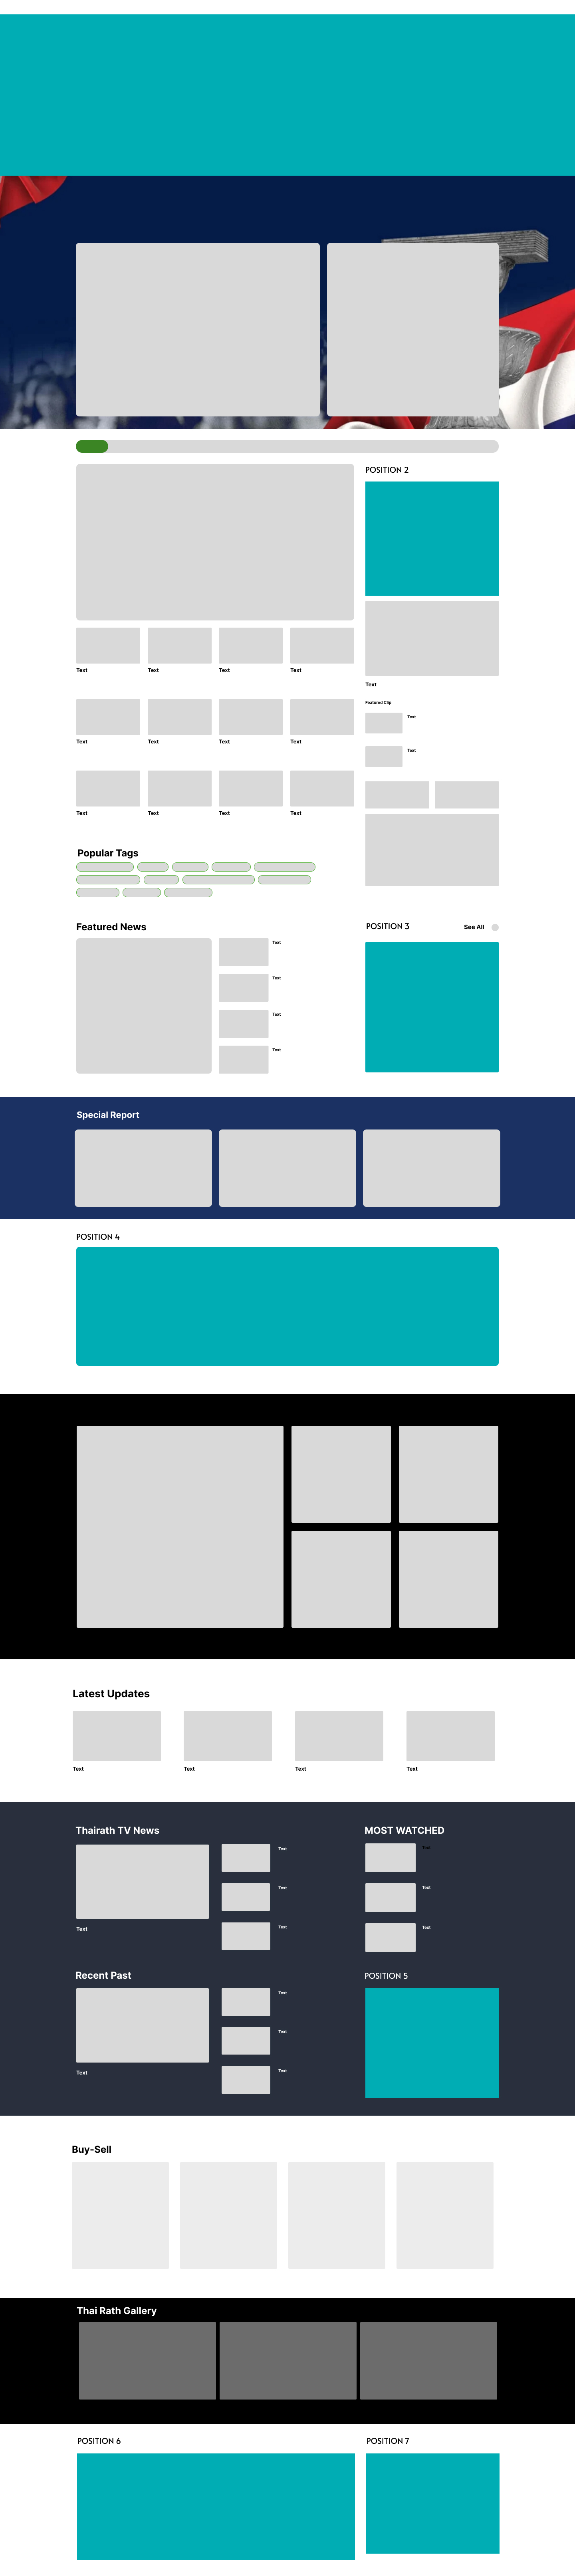 POSITION 2
Text
Text
Text
Text
Text
Featured Clip
Text
Text
Text
Text
Text
Text
Text
Text
Text
Text
Popular Tags
Featured News
Text
Text
Text
Text
POSITION 3
See All
Special Report
POSITION 4
Latest Updates
Text
Text
Text
Text
Thairath TV News
Text
Text
Text
Text
MOST WATCHED
Text
Text
Text
Recent Past
Text
Text
Text
Text
POSITION 5
Buy-Sell
Thai Rath Gallery
POSITION 6
POSITION 7